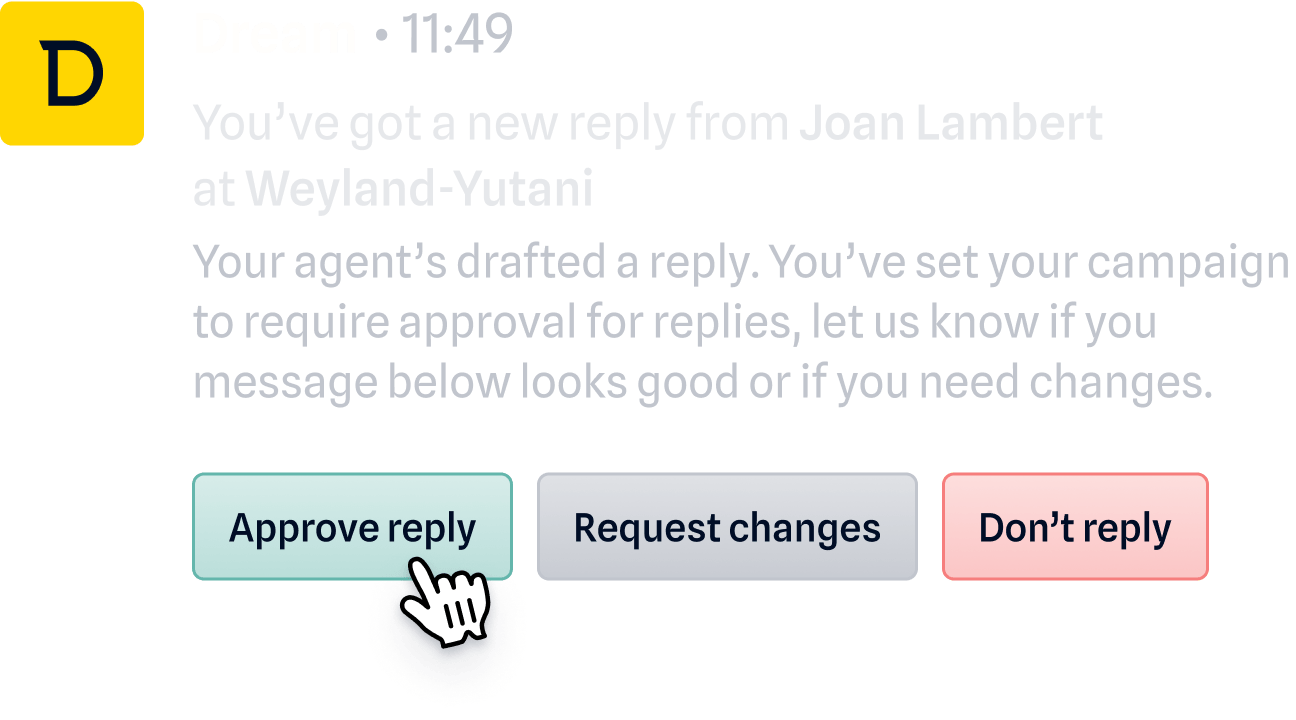 D
Dream • 11:49
You’ve got a new reply from Joan Lambert
at Weyland-Yutani
Your agent’s drafted a reply. You’ve set your campaign
to require approval for replies, let us know if you
message below looks good or if you need changes.
Approve reply Request changes Don’t reply